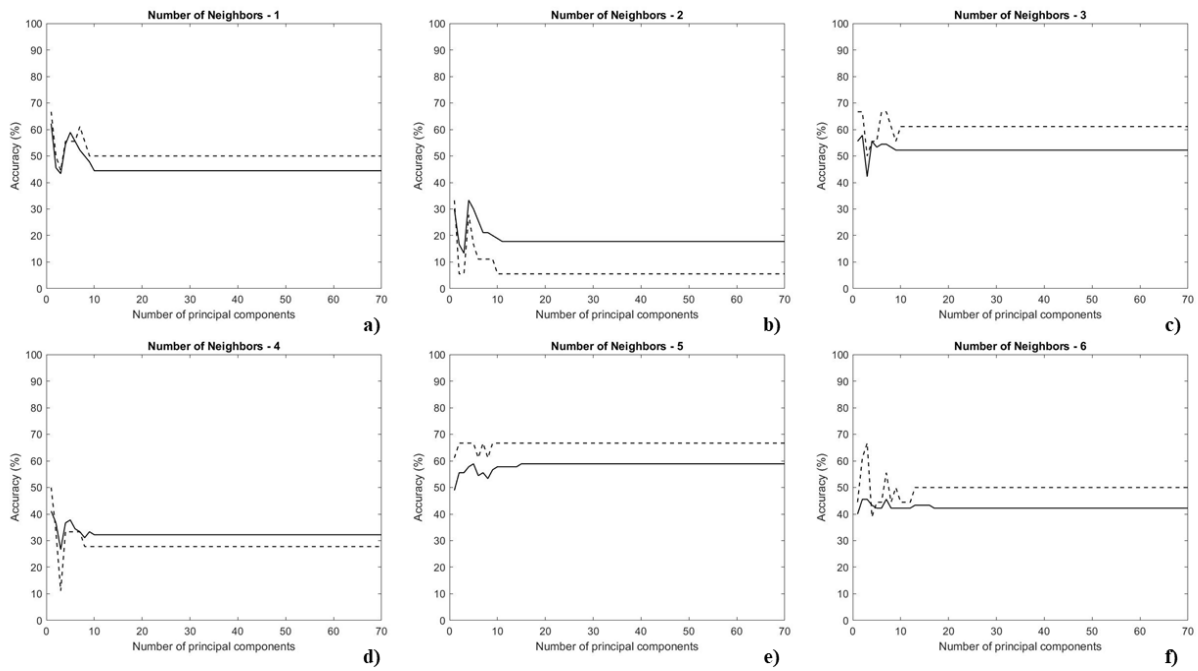 Number of Neighbors - 1
100
90
80
70
60
50
40
30
20
10
0
Accuracy (%)
0 10 20 30 40 50 60 70
Number of principal components
a)
Number of Neighbors - 2
100
90
80
70
60
50
40
30
20
10
0
Accuracy (%)
0 10 20 30 40 50 60 70
Number of principal components
b)
Number of Neighbors - 3
100
90
80
70
60
50
40
30
20
10
0
Accuracy (%)
0 10 20 30 40 50 60 70
Number of principal components
c)
Number of Neighbors - 4
100
90
80
70
60
50
40
30
20
10
0
Accuracy (%)
0 10 20 30 40 50 60 70
Number of principal components
d)
Number of Neighbors - 5
100
90
80
70
60
50
40
30
20
10
0
Accuracy (%)
0 10 20 30 40 50 60 70
Number of principal components
e)
Number of Neighbors - 6
100
90
80
70
60
50
40
30
20
10
0
Accuracy (%)
0 10 20 30 40 50 60 70
Number of principal components
f)